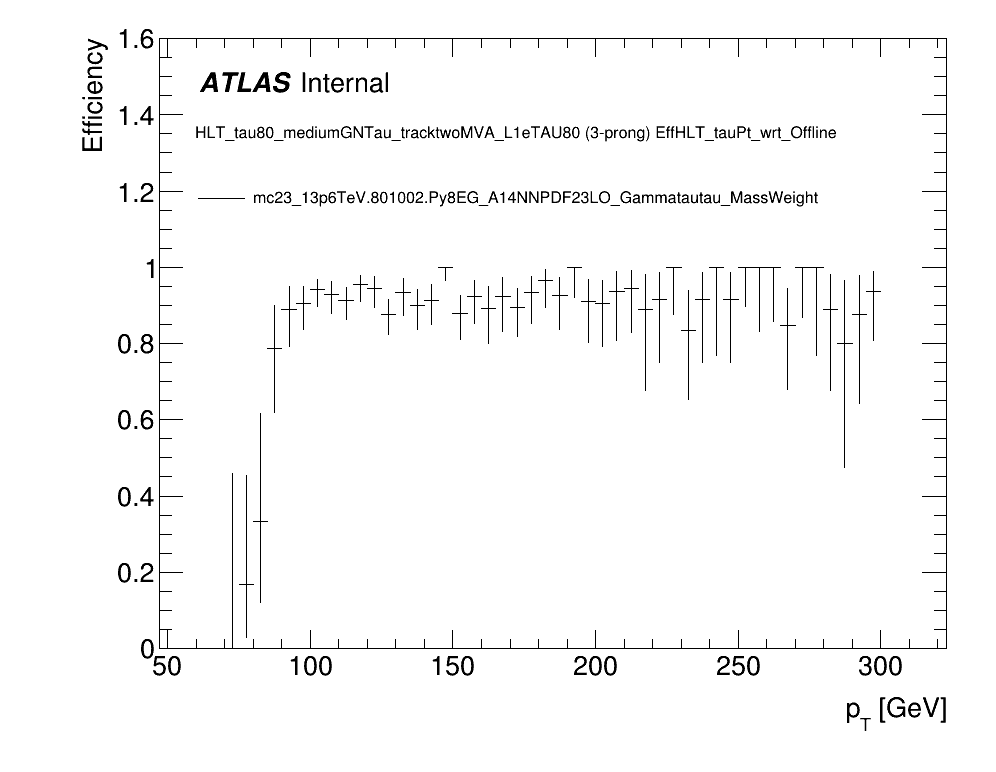 Efficiency
1.6
1.4
1.2
1
0.8
0.6
0.4
0.2
0
ATLAS Internal
HLT_tau80_mediumGNTau_tracktwoMVA_L1eTAU80 (3-prong) EffHLT_tauPt_wrt_Offline
mc23_13p6TeV.801002.Py8EG_A14NNPDF23LO_Gammatautau_MassWeight
50 100 150 200 250 300
p_T [GeV]